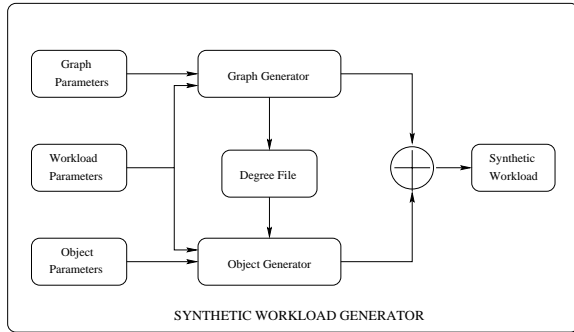 Graph
Parameters
Graph Generator
Workload
Parameters
Degree File
Synthetic
Workload
Object
Parameters
Object Generator
SYNTHETIC WORKLOAD GENERATOR